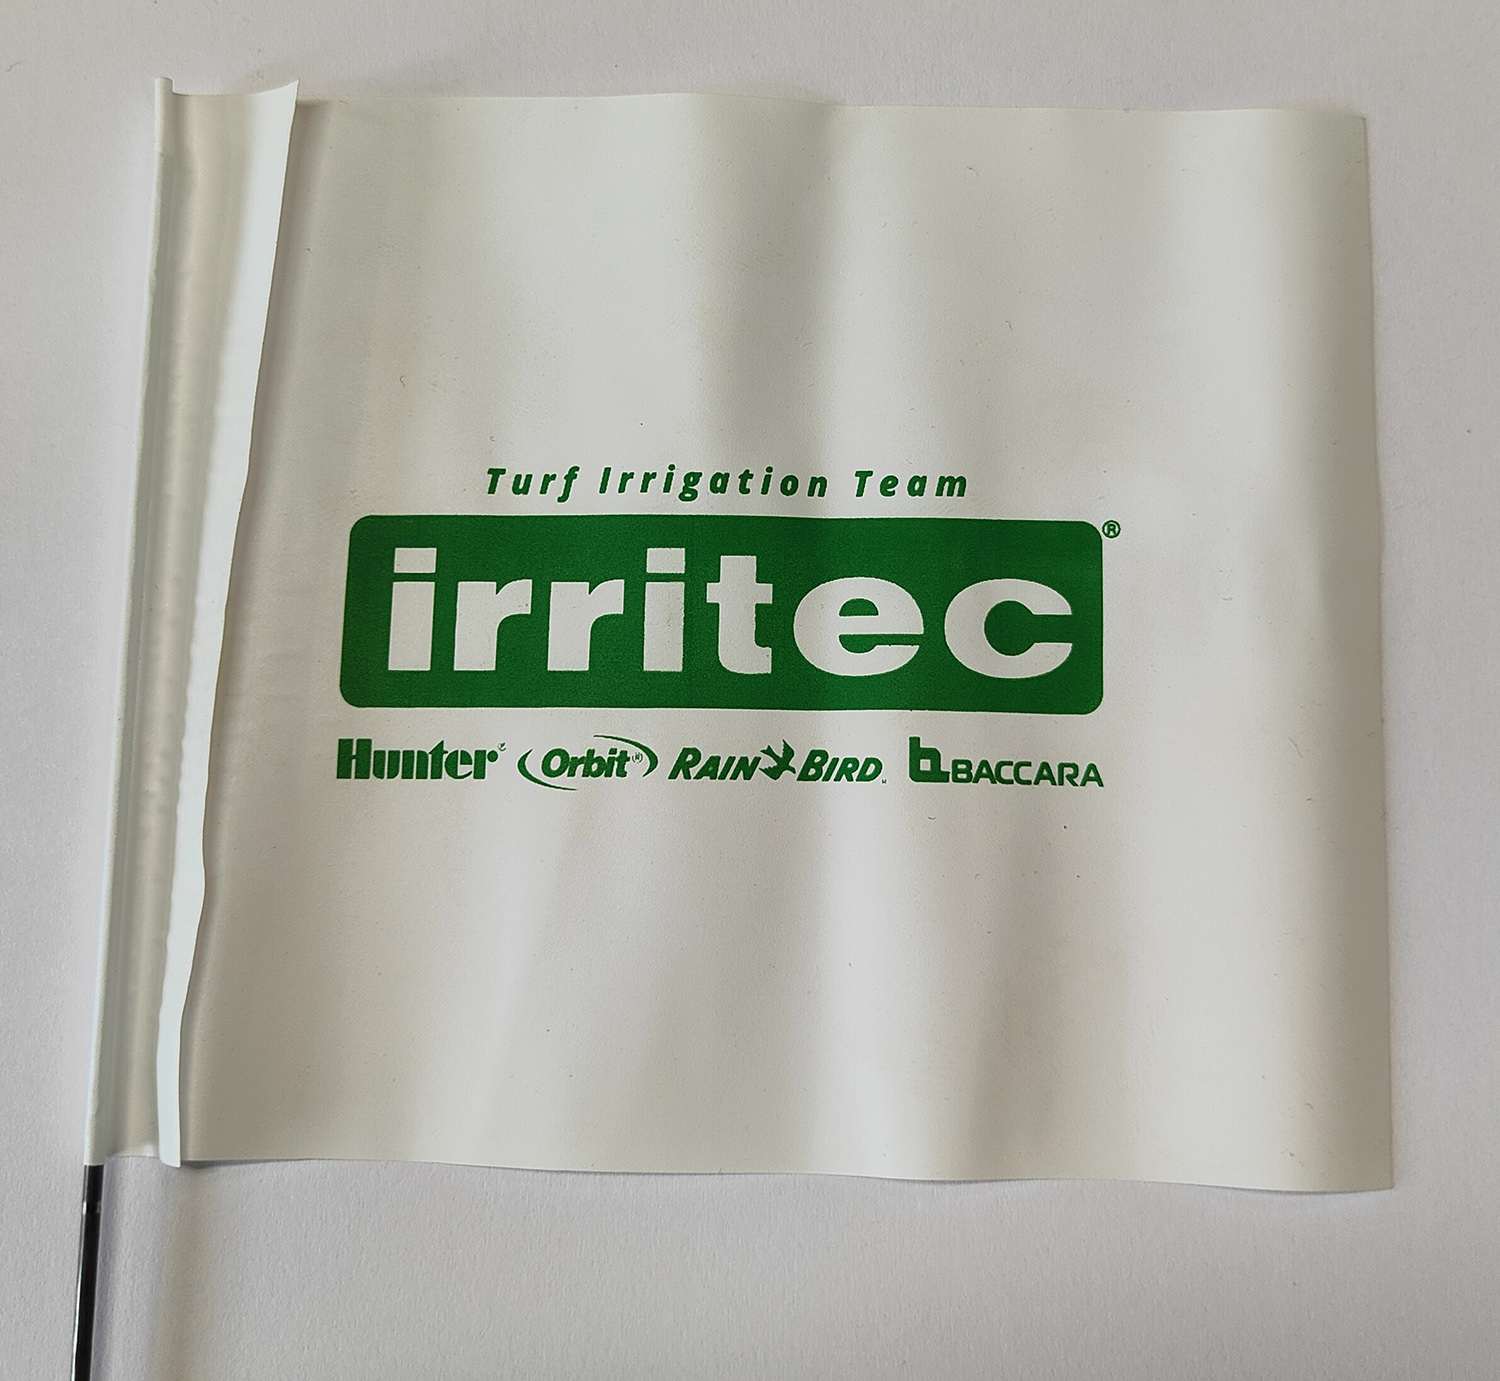 Turf Irrigation Team
irritec®
Hunter® Orbit® RAIN BIRD BACCARA